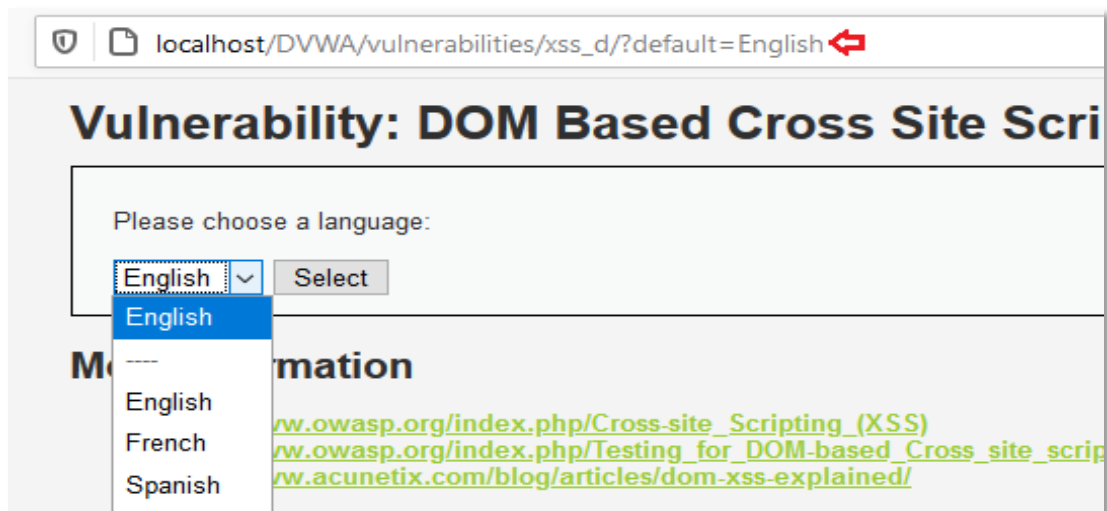 localhost/DVWA/vulnerabilities/xss_d/?default=English
Vulnerability: DOM Based Cross Site Scri
Please choose a language:
English Select
English
----
English
French
Spanish
M rmation
ww.owasp.org/index.php/Cross-site_Scripting_(XSS)
ww.owasp.org/index.php/Testing_for_DOM-based_Cross_site_scrip
ww.acunetix.com/blog/articles/dom-xss-explained/